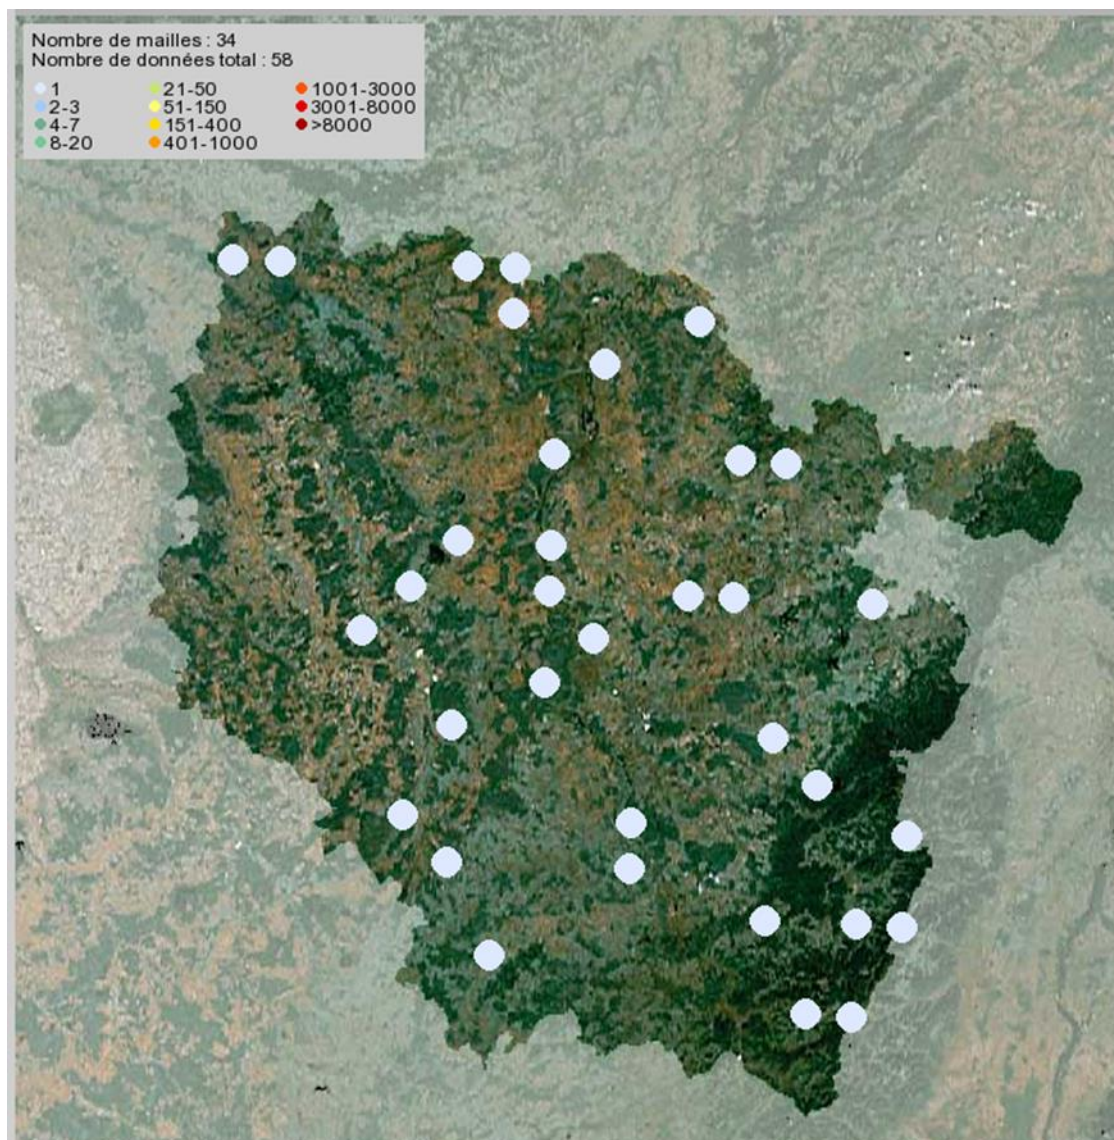 Nombre de mailles : 34
Nombre de données total : 58
1 21-50 1001-3000
2-3 51-150 3001-8000
4-7 151-400 >8000
8-20 401-1000